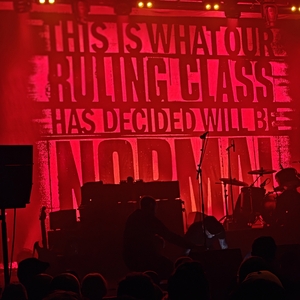 THIS IS WHAT OUR
RULING CLASS
HAS DECIDED WILL BE
NORMAL